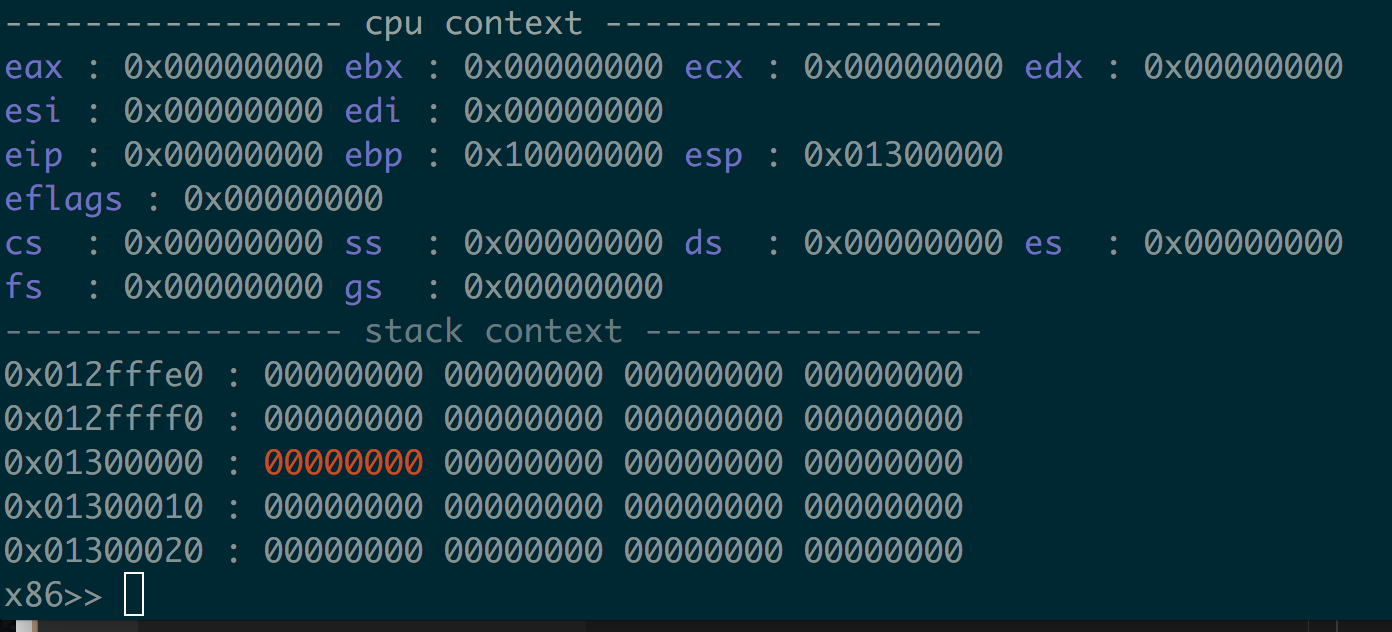 ----------------- cpu context -----------------
eax : 0x00000000 ebx : 0x00000000 ecx : 0x00000000 edx : 0x00000000
esi : 0x00000000 edi : 0x00000000
eip : 0x00000000 ebp : 0x10000000 esp : 0x01300000
eflags : 0x00000000
cs  : 0x00000000 ss  : 0x00000000 ds  : 0x00000000 es  : 0x00000000
fs  : 0x00000000 gs  : 0x00000000
----------------- stack context -----------------
0x012fffe0 : 00000000 00000000 00000000 00000000
0x012ffff0 : 00000000 00000000 00000000 00000000
0x01300000 : 00000000 00000000 00000000 00000000
0x01300010 : 00000000 00000000 00000000 00000000
0x01300020 : 00000000 00000000 00000000 00000000
x86>>